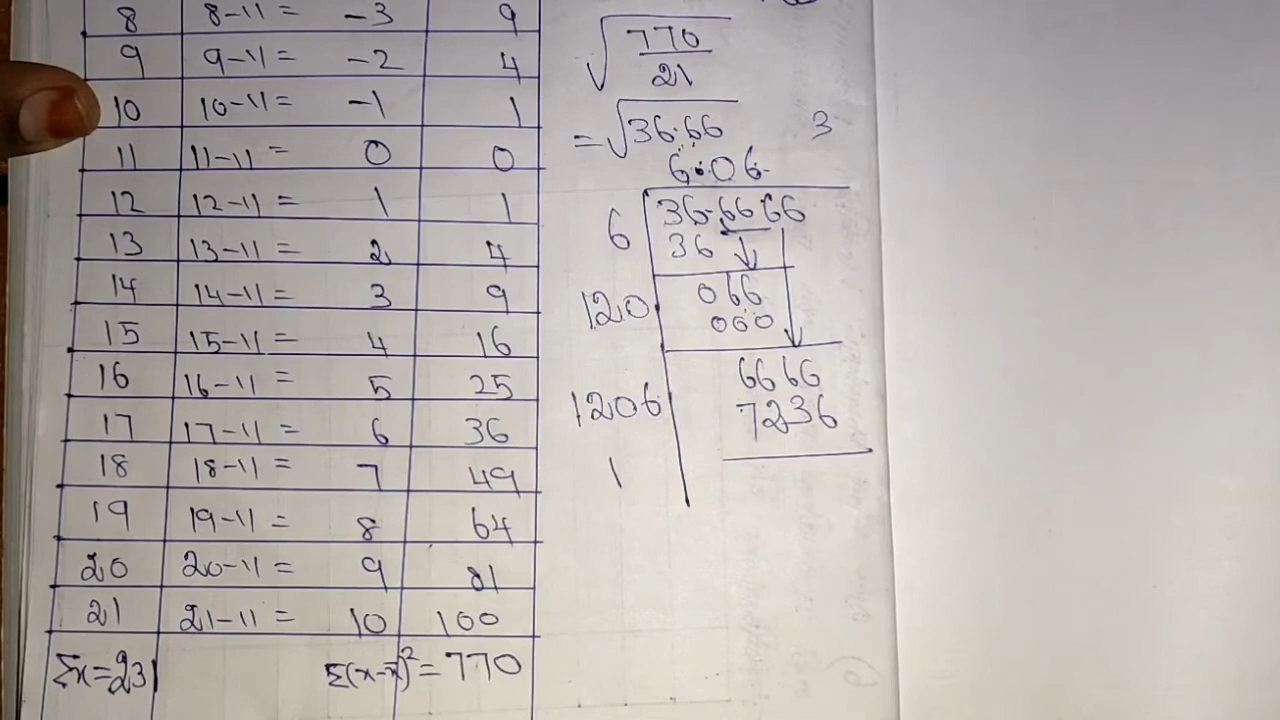 8 8-11= -3 9
9 9-11= -2 4
10 10-11= -1 1
11 11-11= 0 0
12 12-11= 1 1
13 13-11= 2 4
14 14-11= 3 9
15 15-11= 4 16
16 16-11= 5 25
17 17-11= 6 36
18 18-11= 7 49
19 19-11= 8 64
20 20-11= 9 81
21 21-11= 10 100
Σx=231 Σ(x-x̄)²=770
√770/21
=√36.66 3
6.06
6 36.6666
36
120 066
000
6666
1206 7236
1